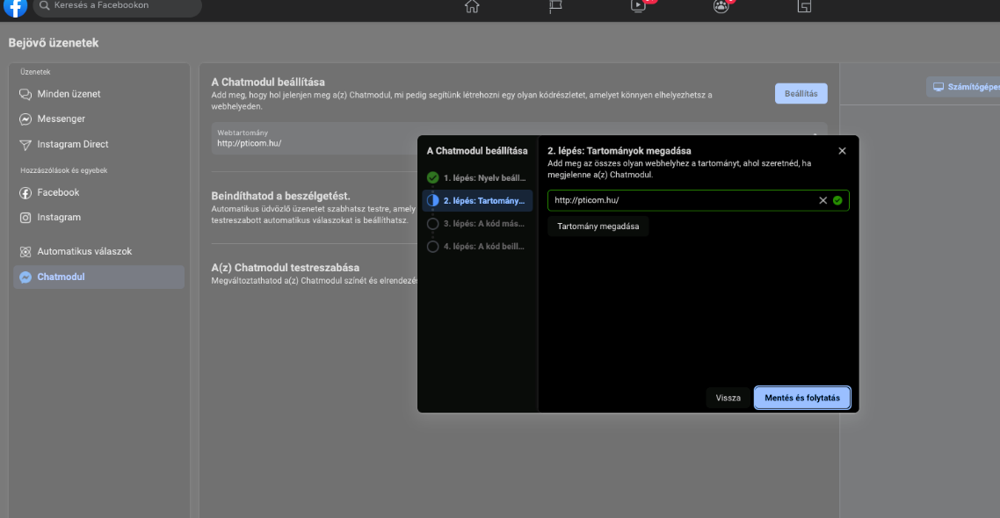 Keresés a Facebookon
Bejövő üzenetek
Üzenetek
Minden üzenet
Messenger
Instagram Direct
Hozzászólások és egyebek
Facebook
Instagram
Automatikus válaszok
Chatmodul
A Chatmodul beállítása
Add meg, hogy hol jelenjen meg a(z) Chatmodul, mi pedig segítünk létrehozni egy olyan kódrészletet, amelyet könnyen elhelyezhetsz a
webhelyeden.
Beállítás
Webtartomány
http://pticom.hu/
Beindíthatod a beszélgetést.
Automatikus üdvözlő üzenetet szabhatsz testre, amely
testreszabott automatikus válaszokat is beállíthatsz.
A(z) Chatmodul testreszabása
Megváltoztathatod a(z) Chatmodul színét és elrendezés
Számítógépes
A Chatmodul beállítása
1. lépés: Nyelv beáll...
2. lépés: Tartomány...
3. lépés: A kód más...
4. lépés: A kód beill...
2. lépés: Tartományok megadása
Add meg az összes olyan webhelyhez a tartományt, ahol szeretnéd, ha
megjelenne a(z) Chatmodul.
http://pticom.hu/
Tartomány megadása
Vissza
Mentés és folytatás